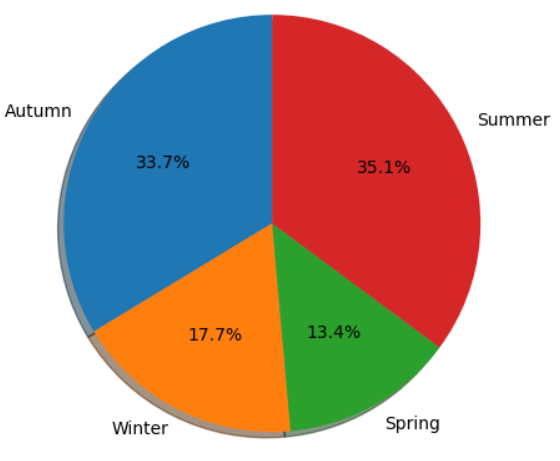 Autumn
Summer
33.7%
35.1%
17.7%
13.4%
Winter
Spring